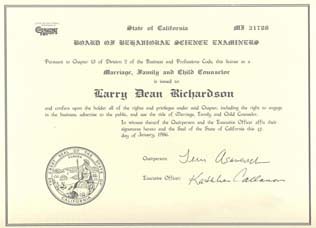 State of California
MI 21728
BOARD OF BEHAVIORAL SCIENCE EXAMINERS
Pursuant to Chapter 13 of Division 2 of the Business and Professions Code, this license as a
Marriage, Family and Child Counselor
is issued to
Larry Dean Richardson
and confers upon the holder all of the rights and privileges under said Chapter, including the right to engage
in the business, advertise to the public, and use the title of Marriage, Family and Child Counselor.
In witness thereof the Chairperson and the Executive Officer affix their
signatures hereto and the Seal of the State of California this
day
of January, 1986.
Chairperson:
Executive Officer:
Kathleen Callanan